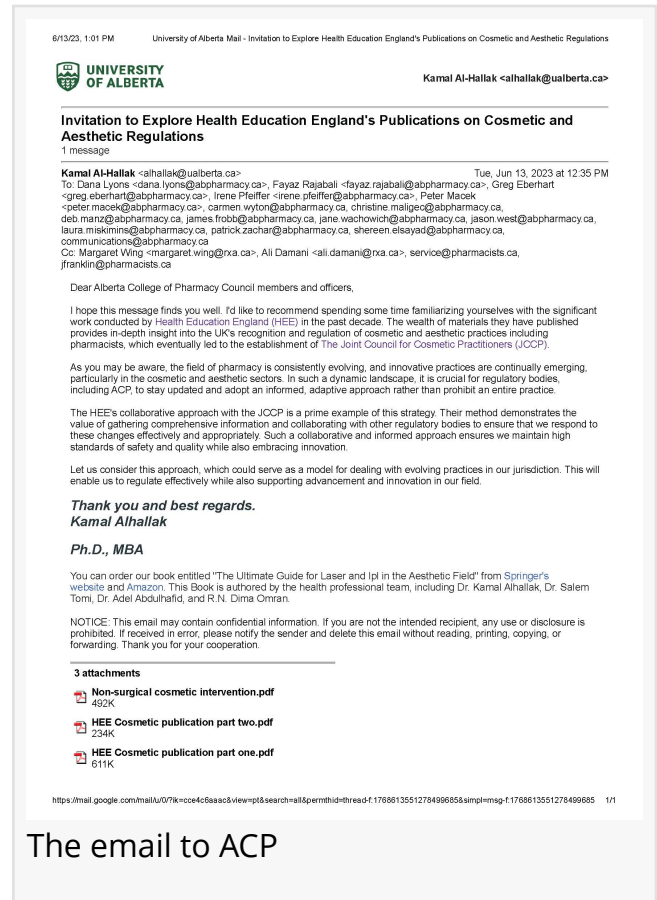 6/13/23, 1:01 PM University of Alberta Mail - Invitation to Explore Health Education England's Publications on Cosmetic and Aesthetic Regulations
UNIVERSITY
OF ALBERTA
Kamal Al-Hallak <alhallak@ualberta.ca>
Invitation to Explore Health Education England's Publications on Cosmetic and
Aesthetic Regulations
1 message
Kamal Al-Hallak <alhallak@ualberta.ca> Tue, Jun 13, 2023 at 12:35 PM
To: Dana Lyons <dana.lyons@abpharmacy.ca>, Fayaz Rajabali <fayaz.rajabali@abpharmacy.ca>, Greg Eberhart
<greg.eberhart@abpharmacy.ca>, Irene Pfeiffer <irene.pfeiffer@abpharmacy.ca>, Peter Macek
<peter.macek@abpharmacy.ca>, carmen.wyton@abpharmacy.ca, christine.maligec@abpharmacy.ca,
deb.manz@abpharmacy.ca, james.frobb@abpharmacy.ca, jane.wachowich@abpharmacy.ca, jason.west@abpharmacy.ca,
laura.miskimins@abpharmacy.ca, patrick.zachar@abpharmacy.ca, shereen.elsayad@abpharmacy.ca,
communications@abpharmacy.ca
Cc: Margaret Wing <margaret.wing@rxa.ca>, Ali Damani <ali.damani@rxa.ca>, service@pharmacists.ca,
jfranklin@pharmacists.ca
Dear Alberta College of Pharmacy Council members and officers,
I hope this message finds you well. I'd like to recommend spending some time familiarizing yourselves with the significant
work conducted by Health Education England (HEE) in the past decade. The wealth of materials they have published
provides in-depth insight into the UK's recognition and regulation of cosmetic and aesthetic practices including
pharmacists, which eventually led to the establishment of The Joint Council for Cosmetic Practitioners (JCCP).
As you may be aware, the field of pharmacy is consistently evolving, and innovative practices are continually emerging,
particularly in the cosmetic and aesthetic sectors. In such a dynamic landscape, it is crucial for regulatory bodies,
including ACP, to stay updated and adopt an informed, adaptive approach rather than prohibit an entire practice.
The HEE's collaborative approach with the JCCP is a prime example of this strategy. Their method demonstrates the
value of gathering comprehensive information and collaborating with other regulatory bodies to ensure that we respond to
these changes effectively and appropriately. Such a collaborative and informed approach ensures we maintain high
standards of safety and quality while also embracing innovation.
Let us consider this approach, which could serve as a model for dealing with evolving practices in our jurisdiction. This will
enable us to regulate effectively while also supporting advancement and innovation in our field.
Thank you and best regards.
Kamal Alhallak
Ph.D., MBA
You can order our book entitled "The Ultimate Guide for Laser and Ipl in the Aesthetic Field" from Springer's
website and Amazon. This Book is authored by the health professional team, including Dr. Kamal Alhallak, Dr. Salem
Tomi, Dr. Adel Abdulhafid, and R.N. Dima Omran.
NOTICE: This email may contain confidential information. If you are not the intended recipient, any use or disclosure is
prohibited. If received in error, please notify the sender and delete this email without reading, printing, copying, or
forwarding. Thank you for your cooperation.
3 attachments
Non-surgical cosmetic intervention.pdf
492K
HEE Cosmetic publication part two.pdf
234K
HEE Cosmetic publication part one.pdf
611K
https://mail.google.com/mail/u/0/?ik=cce4c6aaac&view=pt&search=all&permthid=thread-f:1768613551278499685&simpl=msg-f:1768613551278499685 1/1
The email to ACP